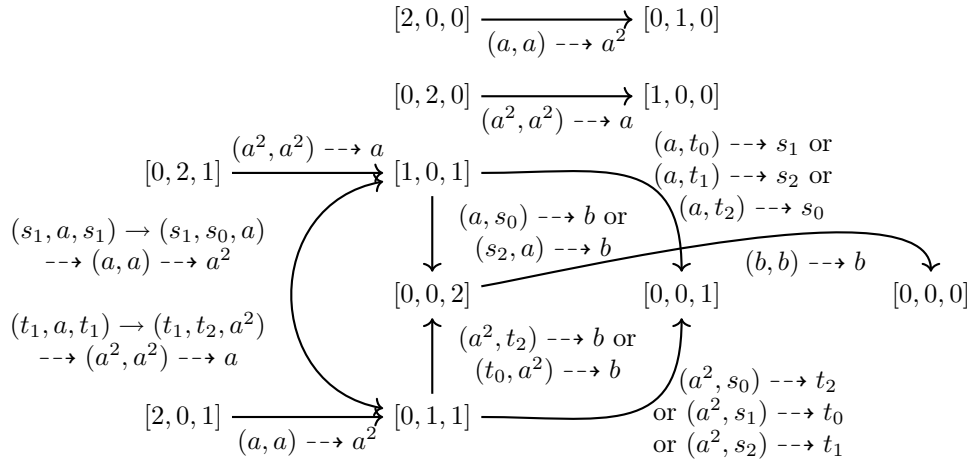 [2, 0, 0] [0, 1, 0]
(a, a) ⇢ a²
[0, 2, 0] [1, 0, 0]
(a², a²) ⇢ a
(a², a²) ⇢ a
[0, 2, 1] [1, 0, 1]
(a, t₀) ⇢ s₁ or
(a, t₁) ⇢ s₂ or
(a, t₂) ⇢ s₀
(s₁, a, s₁) → (s₁, s₀, a)
⇢ (a, a) ⇢ a²
(a, s₀) ⇢ b or
(s₂, a) ⇢ b
(b, b) ⇢ b
[0, 0, 2] [0, 0, 1] [0, 0, 0]
(t₁, a, t₁) → (t₁, t₂, a²)
⇢ (a², a²) ⇢ a
(a², t₂) ⇢ b or
(t₀, a²) ⇢ b
(a², s₀) ⇢ t₂
or (a², s₁) ⇢ t₀
or (a², s₂) ⇢ t₁
[2, 0, 1] [0, 1, 1]
(a, a) ⇢ a²